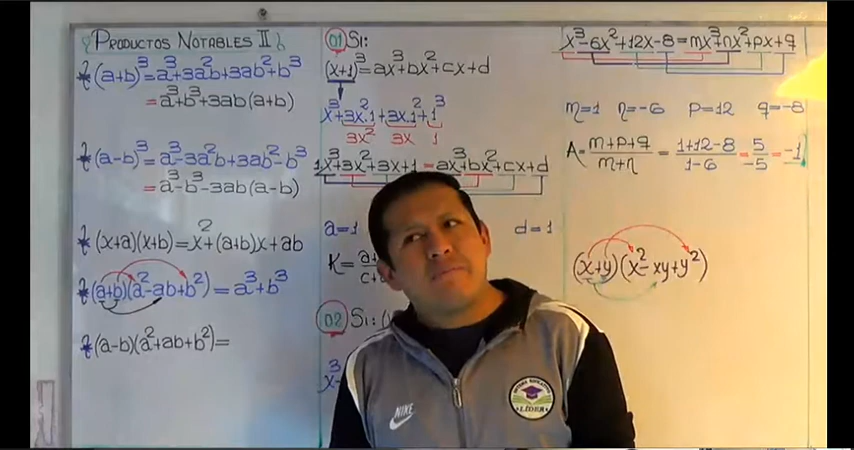 PRODUCTOS NOTABLES II
* (a+b)³=a³+3a²b+3ab²+b³
=a³+b³+3ab(a+b)
* (a-b)³=a³-3a²b+3ab²-b³
=a³-b³-3ab(a-b)
* (x+a)(x+b)=x²+(a+b)x+ab
* (a+b)(a²-ab+b²)=a³+b³
* (a-b)(a²+ab+b²)=
01 Si:
(x+1)³=ax³+bx²+cx+d
x³+3x².1+3x.1²+1³
3x² 3x 1
1x³+3x²+3x+1=ax³+bx²+cx+d
a=1 d=1
K=
02 Si:
x³-6x²+12x-8=mx³+nx²+px+q
m=1 n=-6 p=12 q=-8
A=m+p+q/m+n=1+12-8/1-6=5/-5=-1
(x+y)(x²-xy+y²)
NIKE
LÍDER